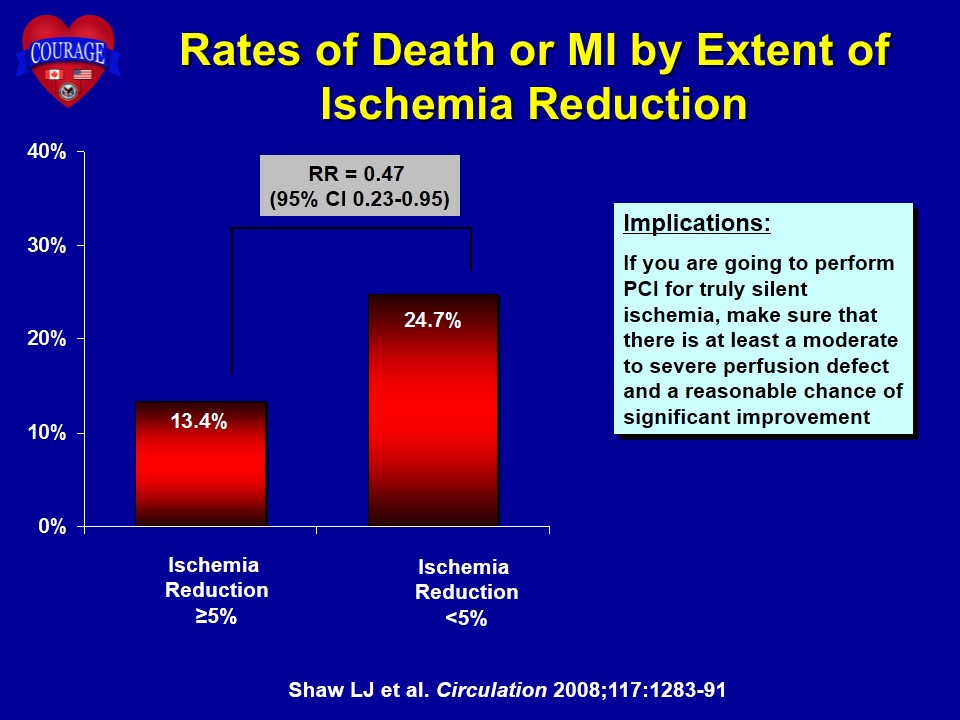 COURAGE
Rates of Death or MI by Extent of
Ischemia Reduction
40%
30%
20%
10%
0%
RR = 0.47
(95% CI 0.23-0.95)
13.4%
24.7%
Ischemia
Reduction
≥5%
Ischemia
Reduction
<5%
Implications:
If you are going to perform
PCI for truly silent
ischemia, make sure that
there is at least a moderate
to severe perfusion defect
and a reasonable chance of
significant improvement
Shaw LJ et al. Circulation 2008;117:1283-91